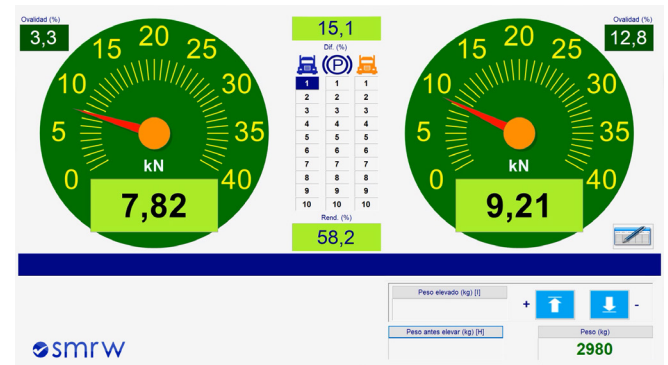 Ovalidad (%)
3,3
0 5 10 15 20 25 30 35 40
kN
7,82
15,1
Dif. (%)
P
1 1 1
2 2 2
3 3 3
4 4 4
5 5 5
6 6 6
7 7 7
8 8 8
9 9 9
10 10 10
Rend. (%)
58,2
Ovalidad (%)
12,8
0 5 10 15 20 25 30 35 40
kN
9,21
Peso elevado (kg) [I]
+ -
Peso antes elevar (kg) [H]
Peso (kg)
2980
smrw